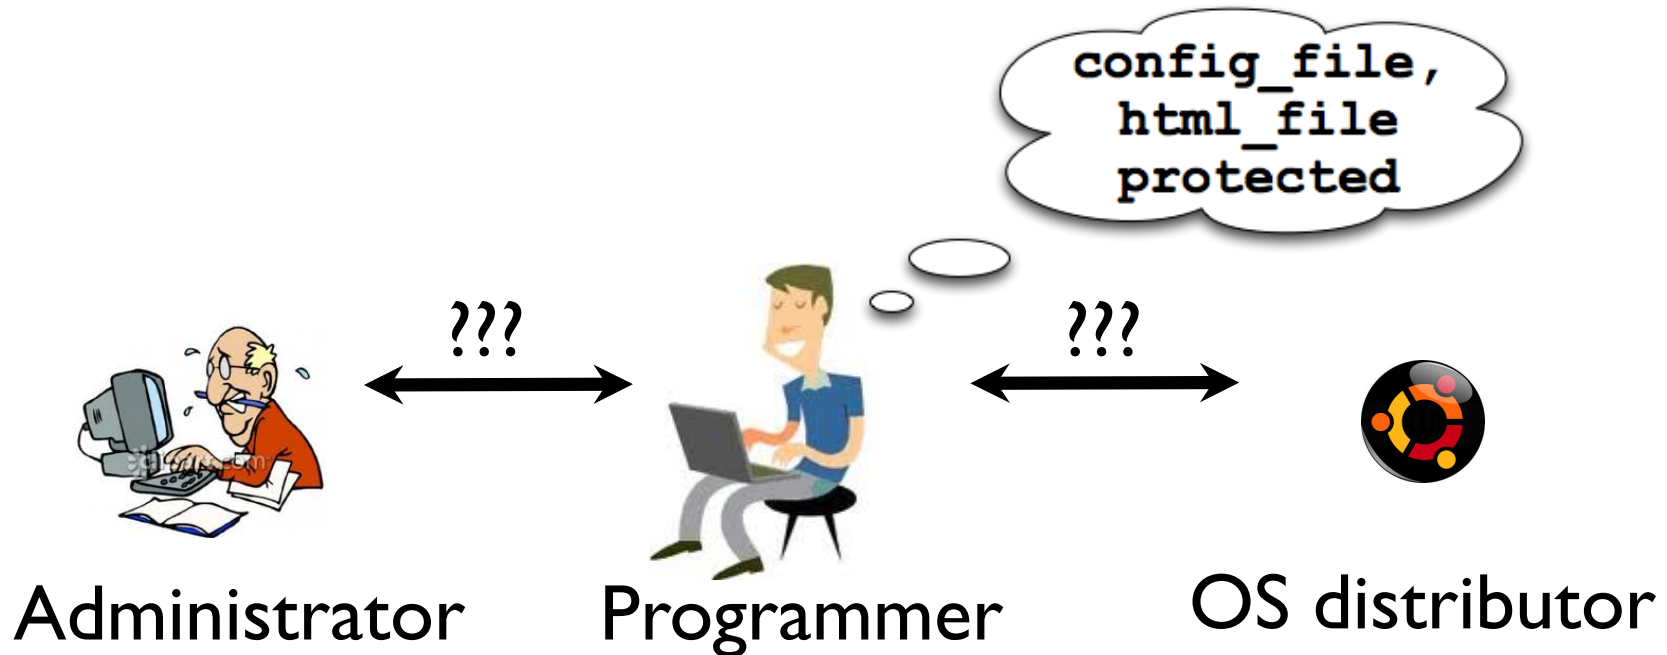 config_file,
html_file
protected
???
???
Administrator
Programmer
OS distributor